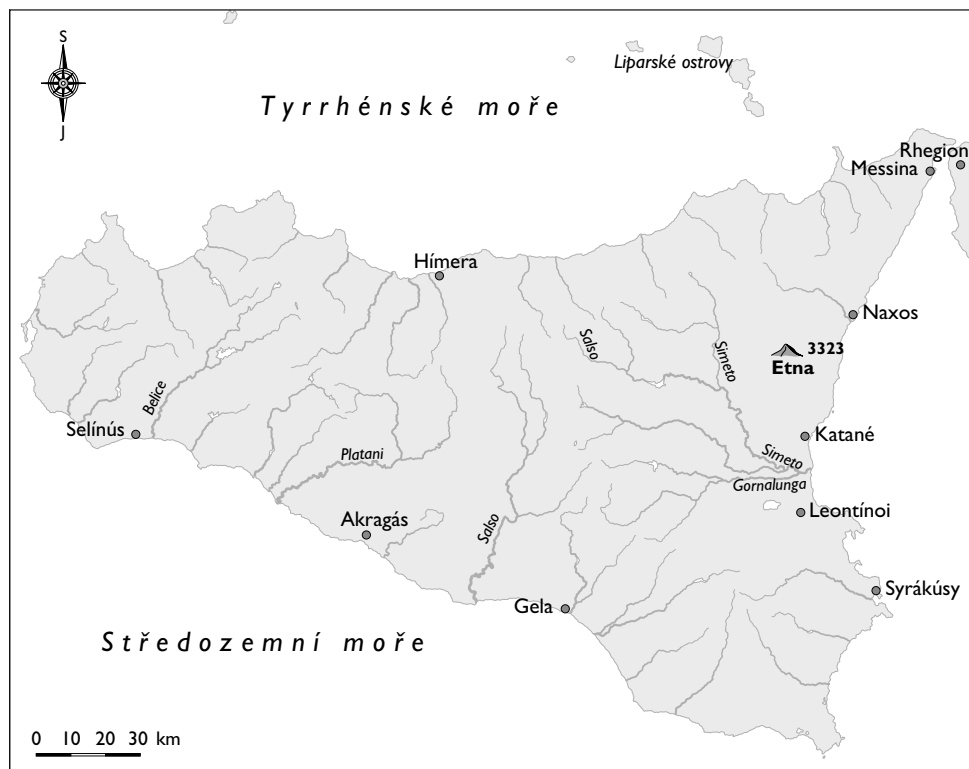 S
J
Liparské ostrovy
Tyrrhénské moře
Rhegion
Messina
Hímera
Naxos
Salso
Simeto
3323
Etna
Belice
Selínús
Katané
Platani
Simeto
Gornalunga
Leontínoi
Akragás
Salso
Syrákúsy
Gela
Středozemní moře
0 10 20 30 km